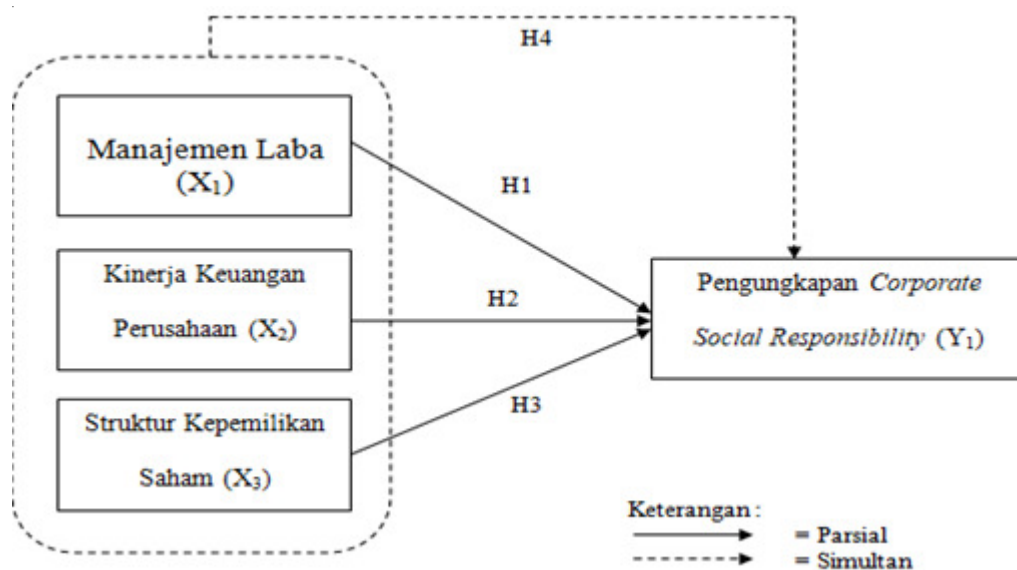 H4
Manajemen Laba
(X₁)
H1
Kinerja Keuangan
Perusahaan (X₂)
H2
Pengungkapan Corporate
Social Responsibility (Y₁)
Struktur Kepemilikan
Saham (X₃)
H3
Keterangan :
= Parsial
= Simultan